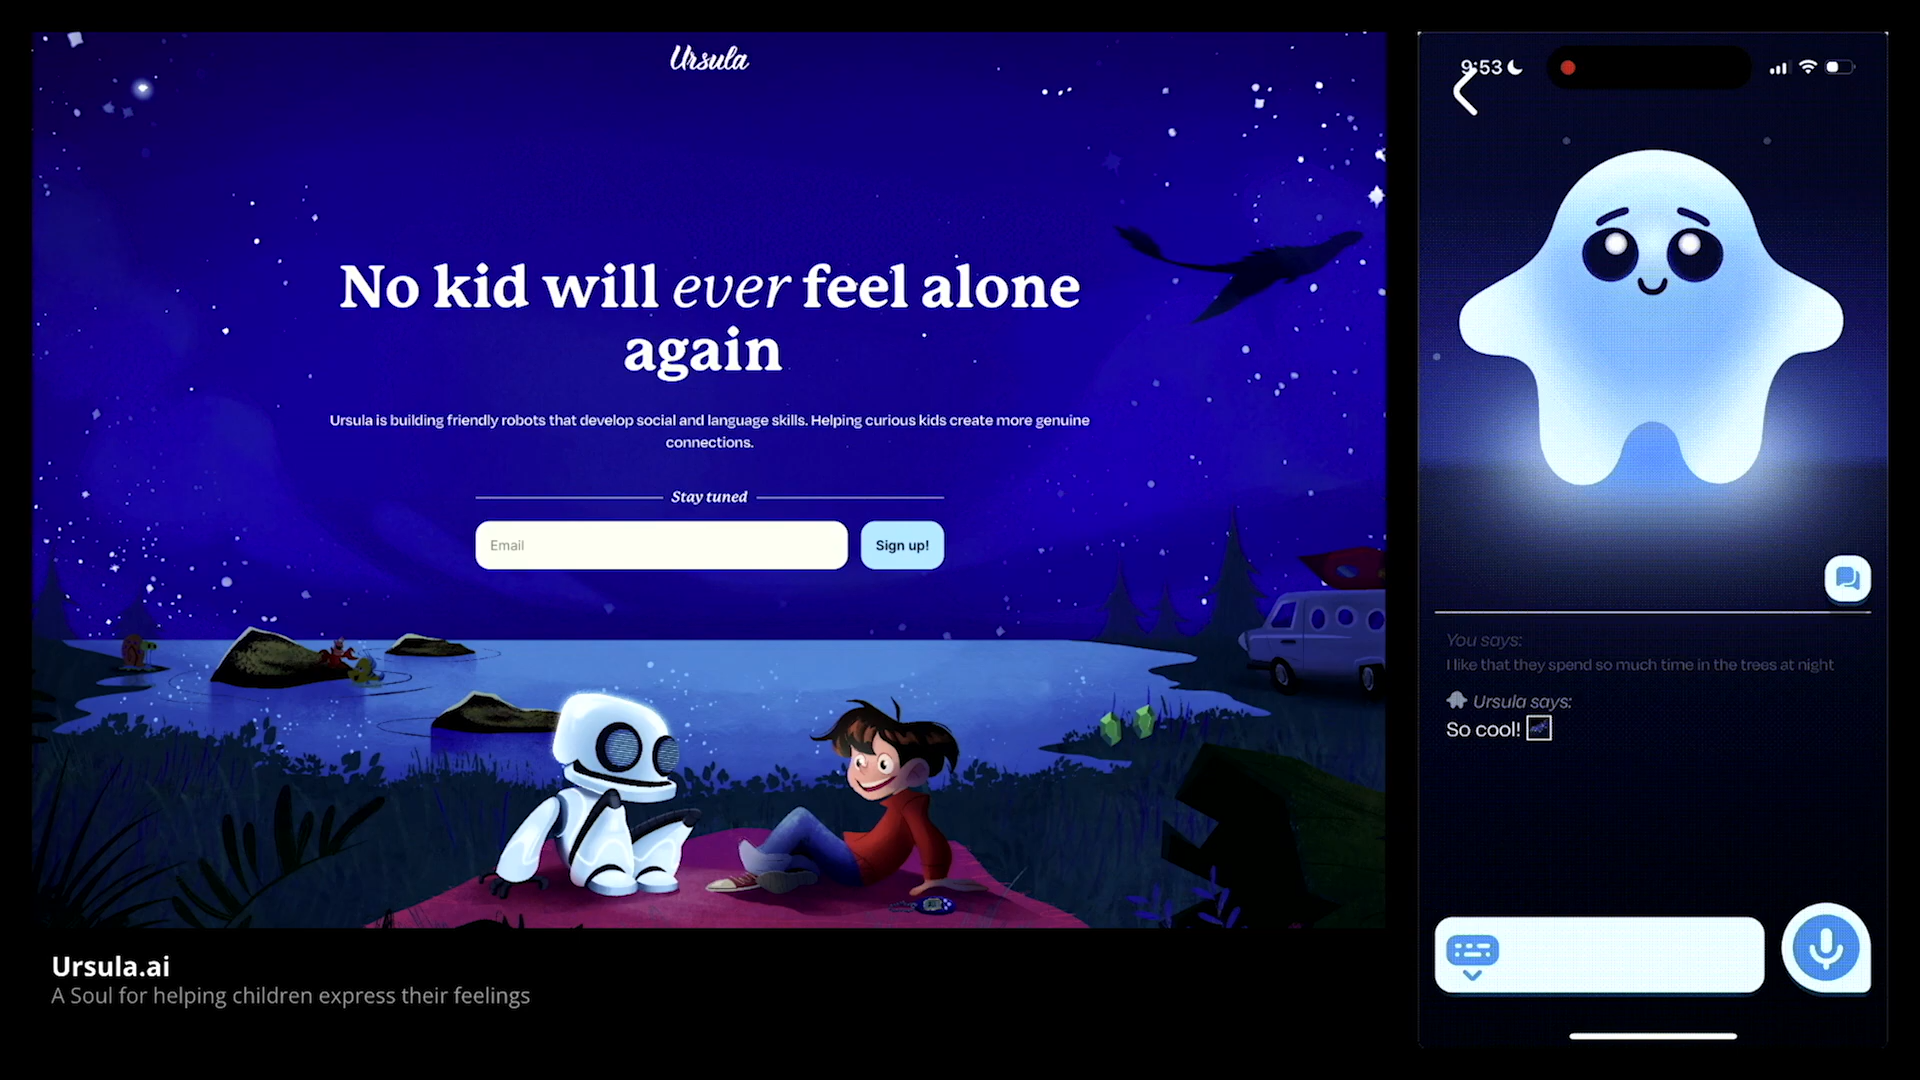 Ursula
No kid will ever feel alone
again
Ursula is building friendly robots that develop social and language skills. Helping curious kids create more genuine
connections.
Stay tuned
Email
Sign up!
Ursula.ai
A Soul for helping children express their feelings
9:53
You says:
I like that they spend so much time in the trees at night
Ursula says:
So cool!